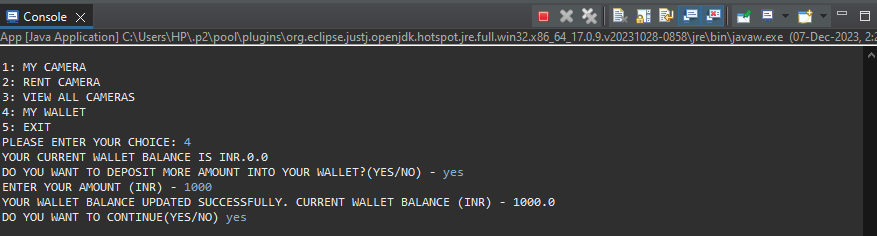 Console
App [Java Application] C:\Users\HP\.p2\pool\plugins\org.eclipse.justj.openjdk.hotspot.jre.full.win32.x86_64_17.0.9.v20231028-0858\jre\bin\javaw.exe (07-Dec-2023, 2:2
1: MY CAMERA
2: RENT CAMERA
3: VIEW ALL CAMERAS
4: MY WALLET
5: EXIT
PLEASE ENTER YOUR CHOICE: 4
YOUR CURRENT WALLET BALANCE IS INR.0.0
DO YOU WANT TO DEPOSIT MORE AMOUNT INTO YOUR WALLET?(YES/NO) - yes
ENTER YOUR AMOUNT (INR) - 1000
YOUR WALLET BALANCE UPDATED SUCCESSFULLY. CURRENT WALLET BALANCE (INR) - 1000.0
DO YOU WANT TO CONTINUE(YES/NO) yes